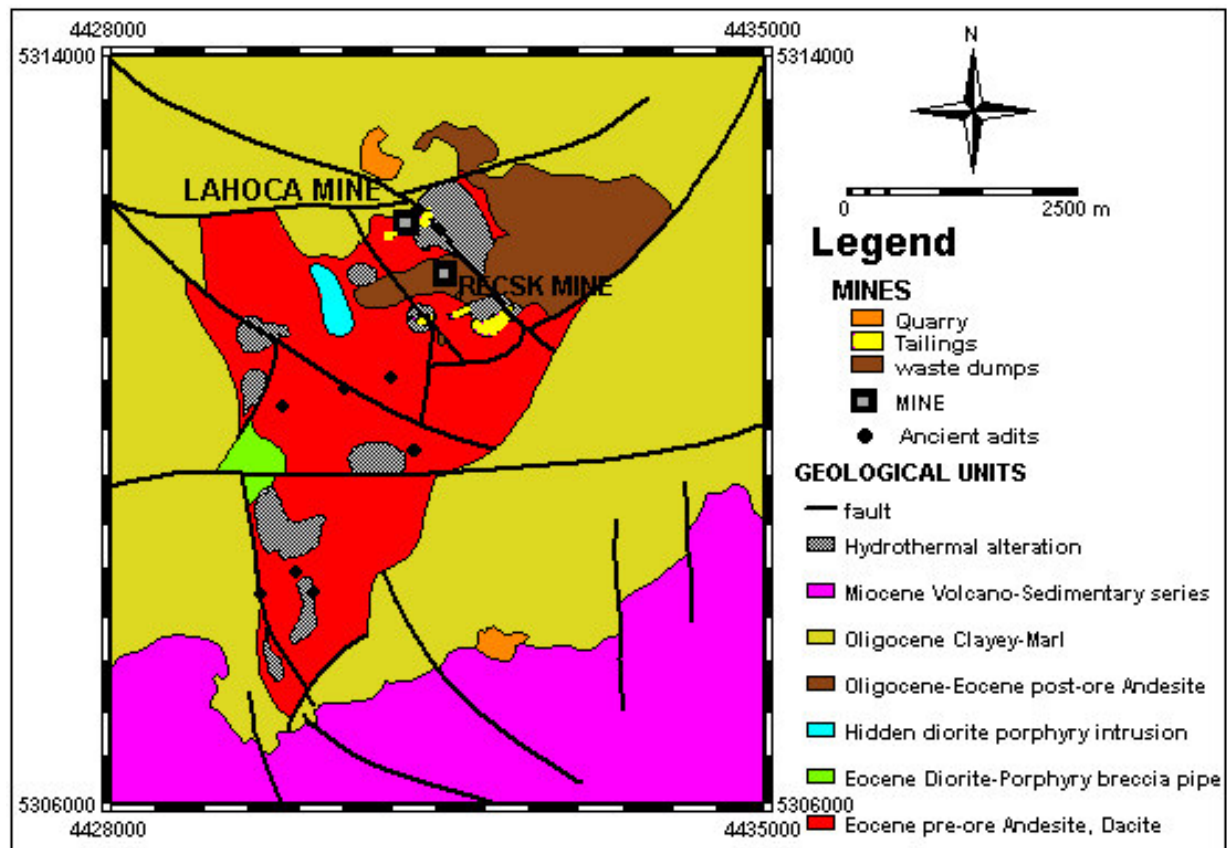 4428000
4435000
5314000
5314000
N
LAHOCA MINE
0
2500 m
Legend
RECSK MINE
MINES
Quarry
Tailings
waste dumps
MINE
Ancient adits
GEOLOGICAL UNITS
fault
Hydrothermal alteration
Miocene Volcano-Sedimentary series
Oligocene Clayey-Marl
Oligocene-Eocene post-ore Andesite
Hidden diorite porphyry intrusion
Eocene Diorite-Porphyry breccia pipe
5306000
5306000
4428000
4435000
Eocene pre-ore Andesite, Dacite